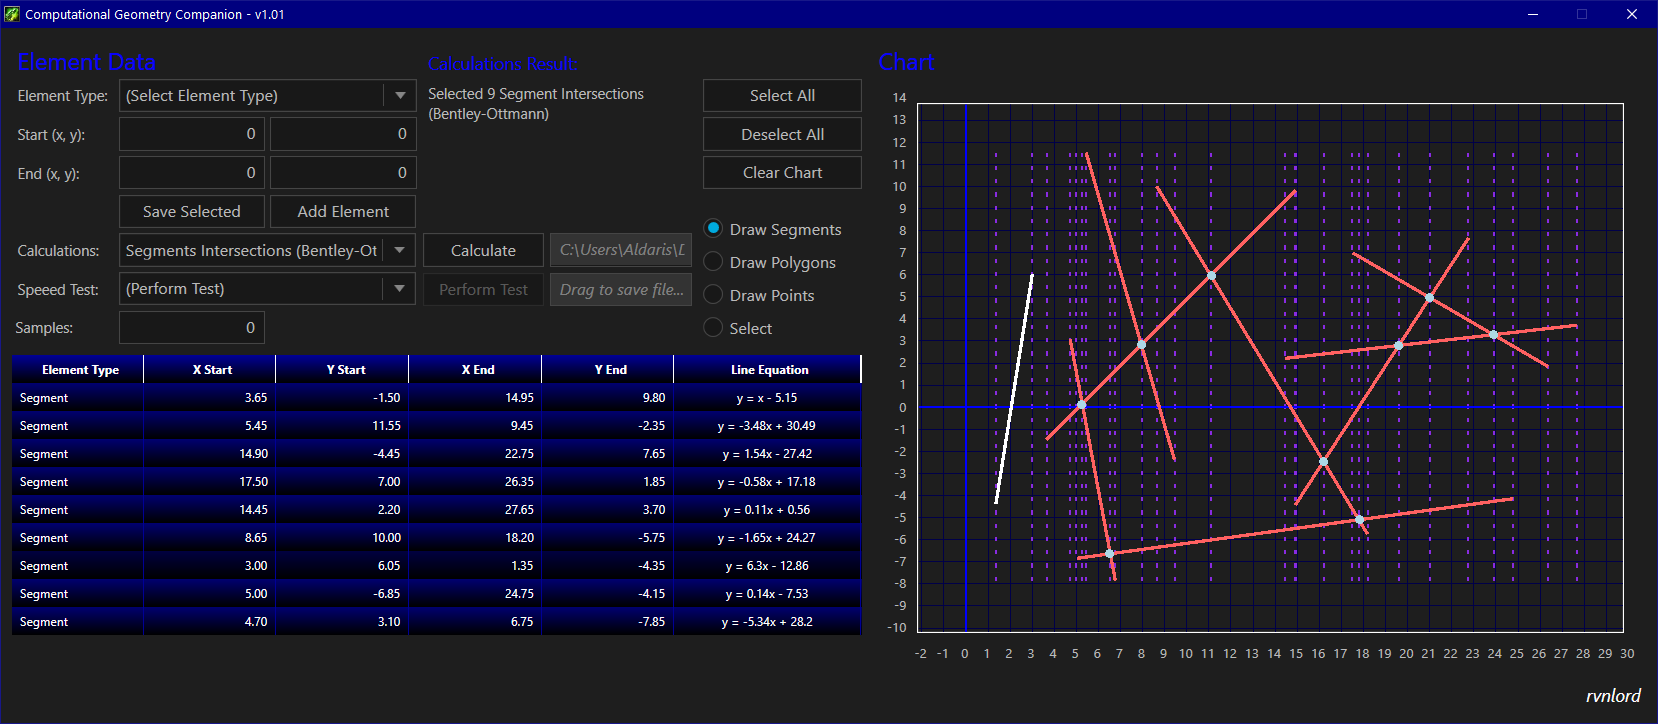 Computational Geometry Companion - v1.01
Element Data
Calculations Result:
Chart
Element Type: (Select Element Type)
Selected 9 Segment Intersections
(Bentley-Ottmann)
Select All
Start (x, y): 0 0
Deselect All
End (x, y): 0 0
Clear Chart
Save Selected Add Element
Draw Segments
Calculations: Segments Intersections (Bentley-Ot Calculate C:\Users\Aldaris\[
Draw Polygons
Speeed Test: (Perform Test) Perform Test Drag to save file...
Draw Points
Samples: 0
Select
Element Type X Start Y Start X End Y End Line Equation
Segment 3.65 -1.50 14.95 9.80 y = x - 5.15
Segment 5.45 11.55 9.45 -2.35 y = -3.48x + 30.49
Segment 14.90 -4.45 22.75 7.65 y = 1.54x - 27.42
Segment 17.50 7.00 26.35 1.85 y = -0.58x + 17.18
Segment 14.45 2.20 27.65 3.70 y = 0.11x + 0.56
Segment 8.65 10.00 18.20 -5.75 y = -1.65x + 24.27
Segment 3.00 6.05 1.35 -4.35 y = 6.3x - 12.86
Segment 5.00 -6.85 24.75 -4.15 y = 0.14x - 7.53
Segment 4.70 3.10 6.75 -7.85 y = -5.34x + 28.2
14
13
12
11
10
9
8
7
6
5
4
3
2
1
0
-1
-2
-3
-4
-5
-6
-7
-8
-9
-10
-2 -1 0 1 2 3 4 5 6 7 8 9 10 11 12 13 14 15 16 17 18 19 20 21 22 23 24 25 26 27 28 29 30
rvnlord